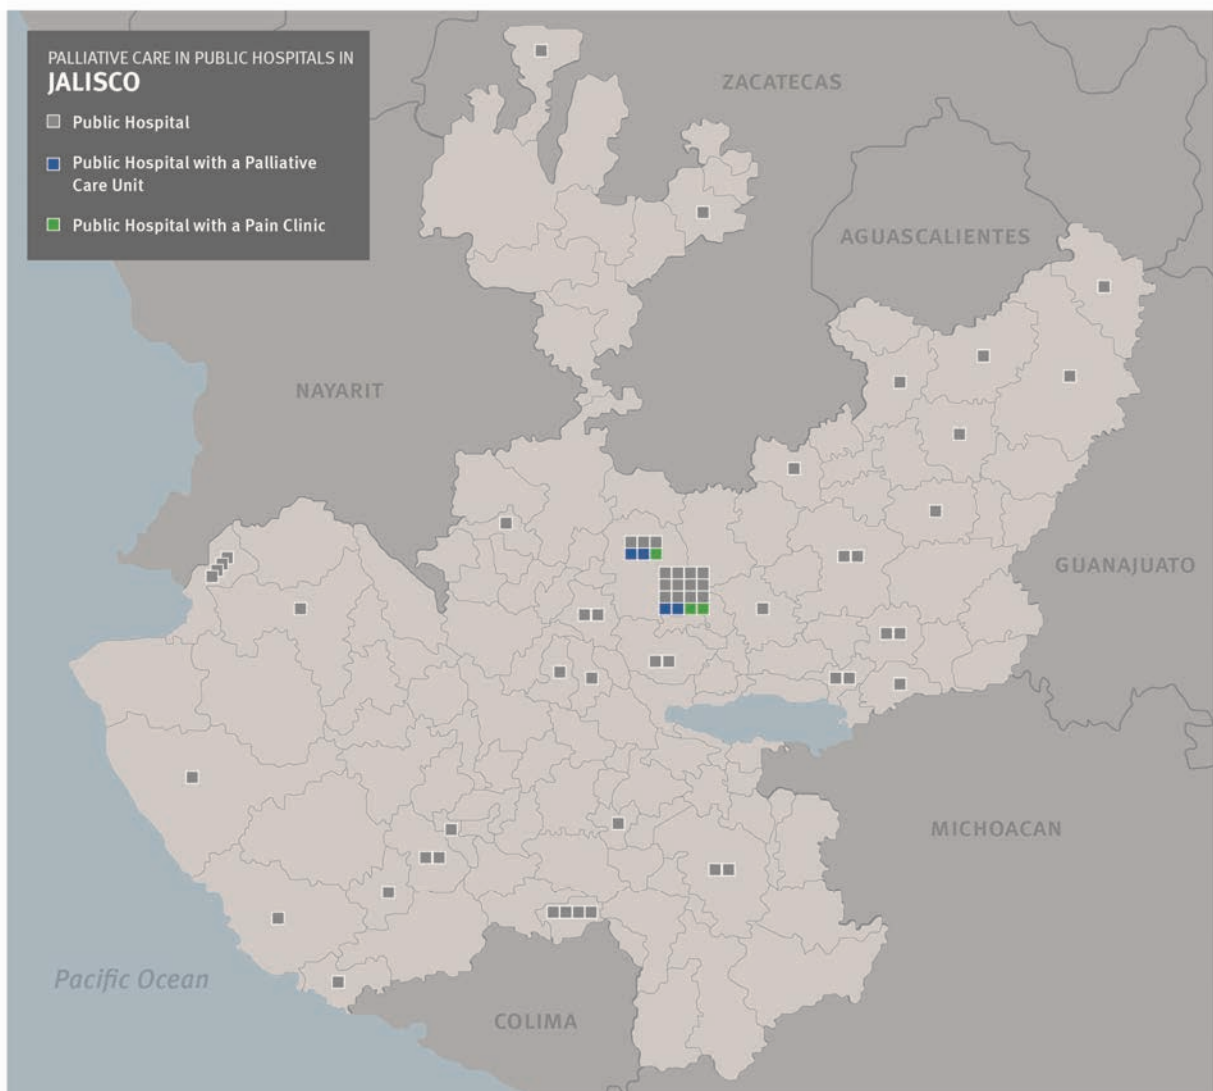 PALLIATIVE CARE IN PUBLIC HOSPITALS IN
JALISCO
Public Hospital
Public Hospital with a Palliative
Care Unit
Public Hospital with a Pain Clinic
ZACATECAS
AGUASCALIENTES
NAYARIT
GUANAJUATO
MICHOACAN
Pacific Ocean
COLIMA